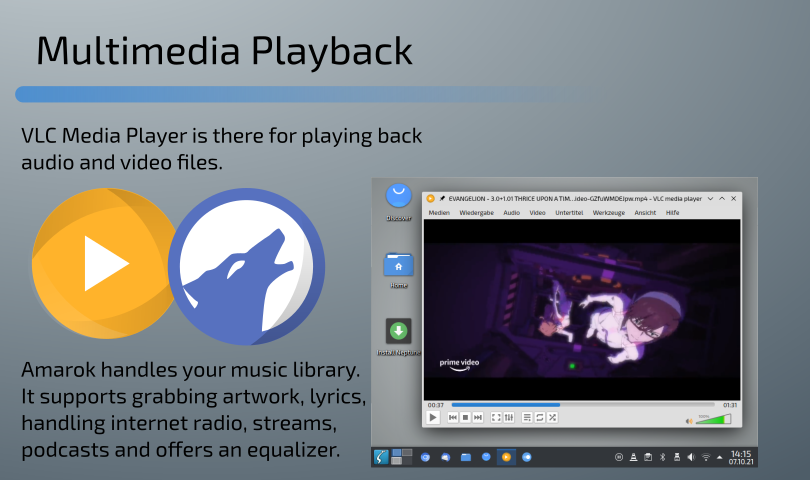 Multimedia Playback
VLC Media Player is there for playing back
audio and video files.
Amarok handles your music library.
It supports grabbing artwork, lyrics,
handling internet radio, streams,
podcasts and offers an equalizer.
Discover
Home
Install Neptune
EVANGELION - 3.0+1.01 THRICE UPON A TIM...ideo-GZfuWMDEJpw.mp4 - VLC media player
Medien Wiedergabe Audio Video Untertitel Werkzeuge Ansicht Hilfe
prime video
00:37 01:31
14:15
07.10.21